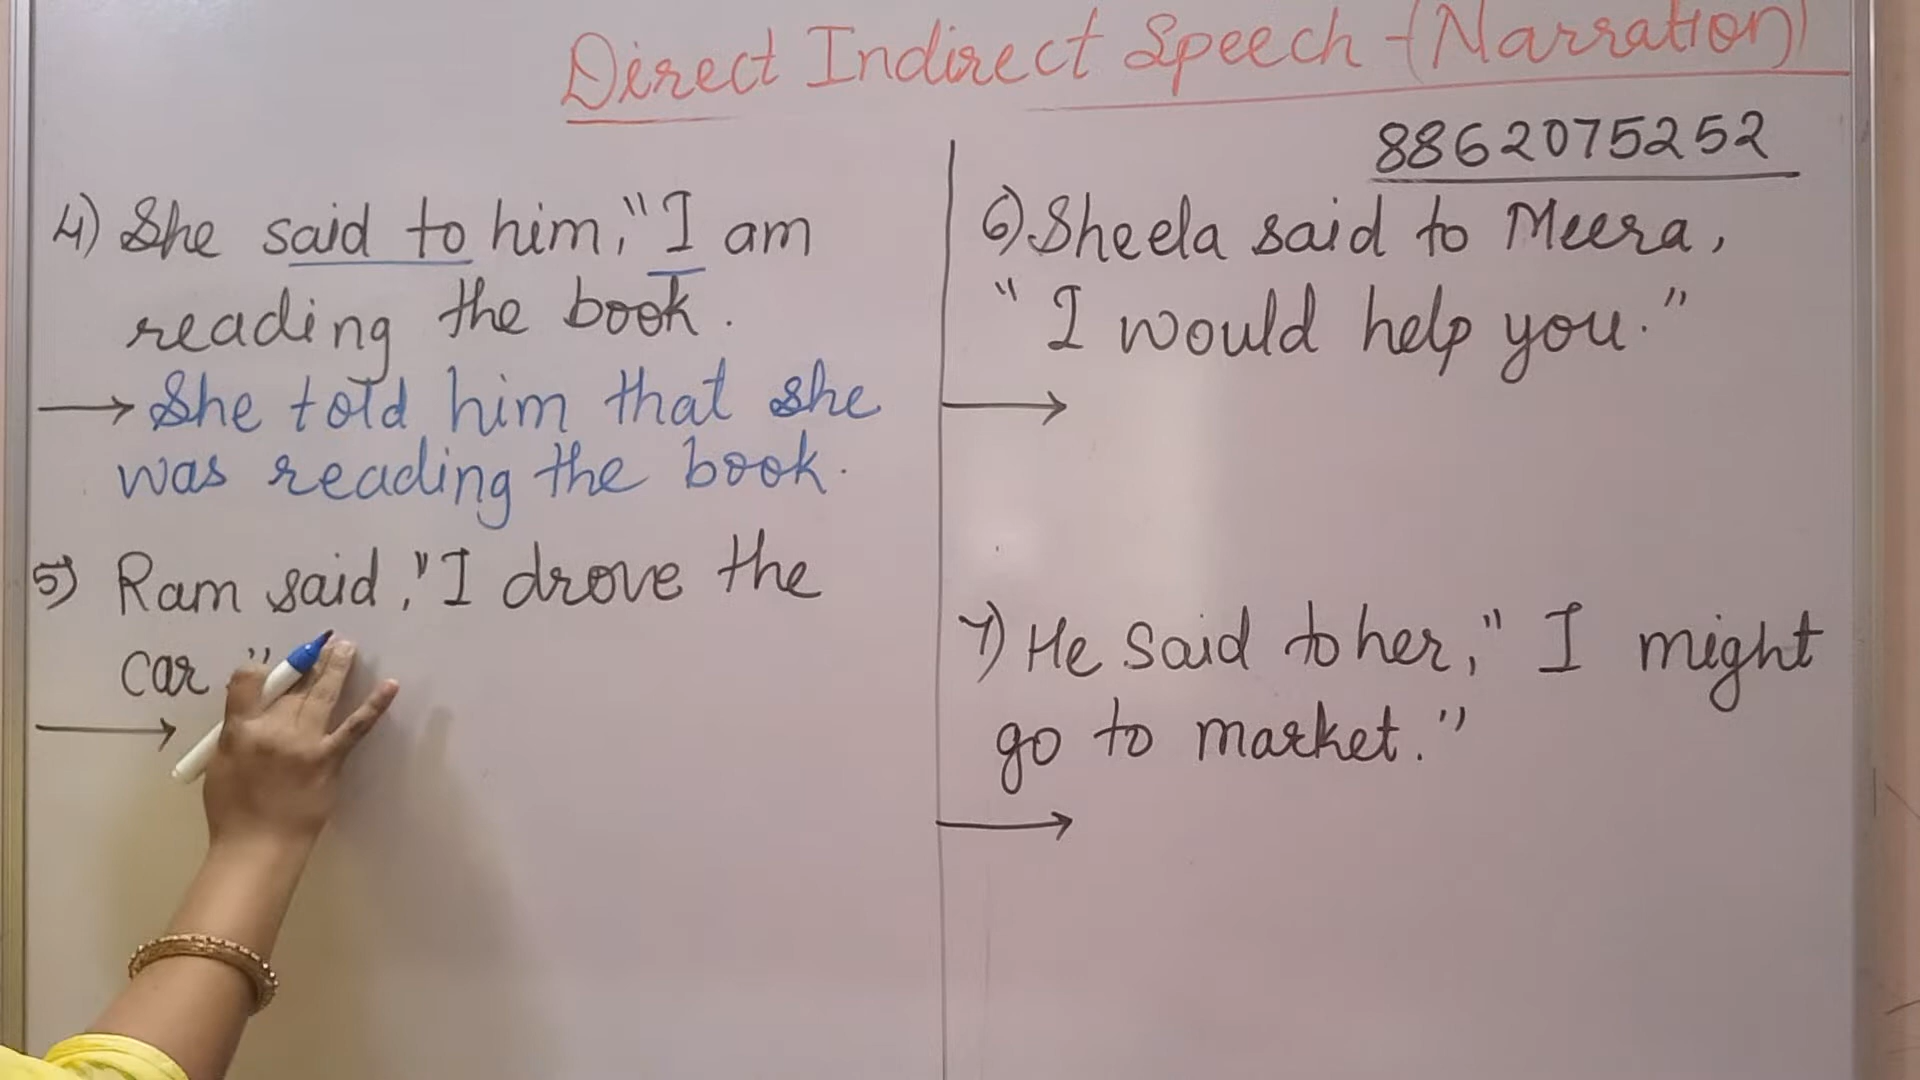 Direct Indirect Speech - (Narration)
8862075252
4) She said to him, "I am
reading the book.
→ She told him that she
was reading the book.
5) Ram said, "I drove the
car."
→
6) Sheela said to Meera,
"I would help you."
→
7) He said to her, "I might
go to market."
→